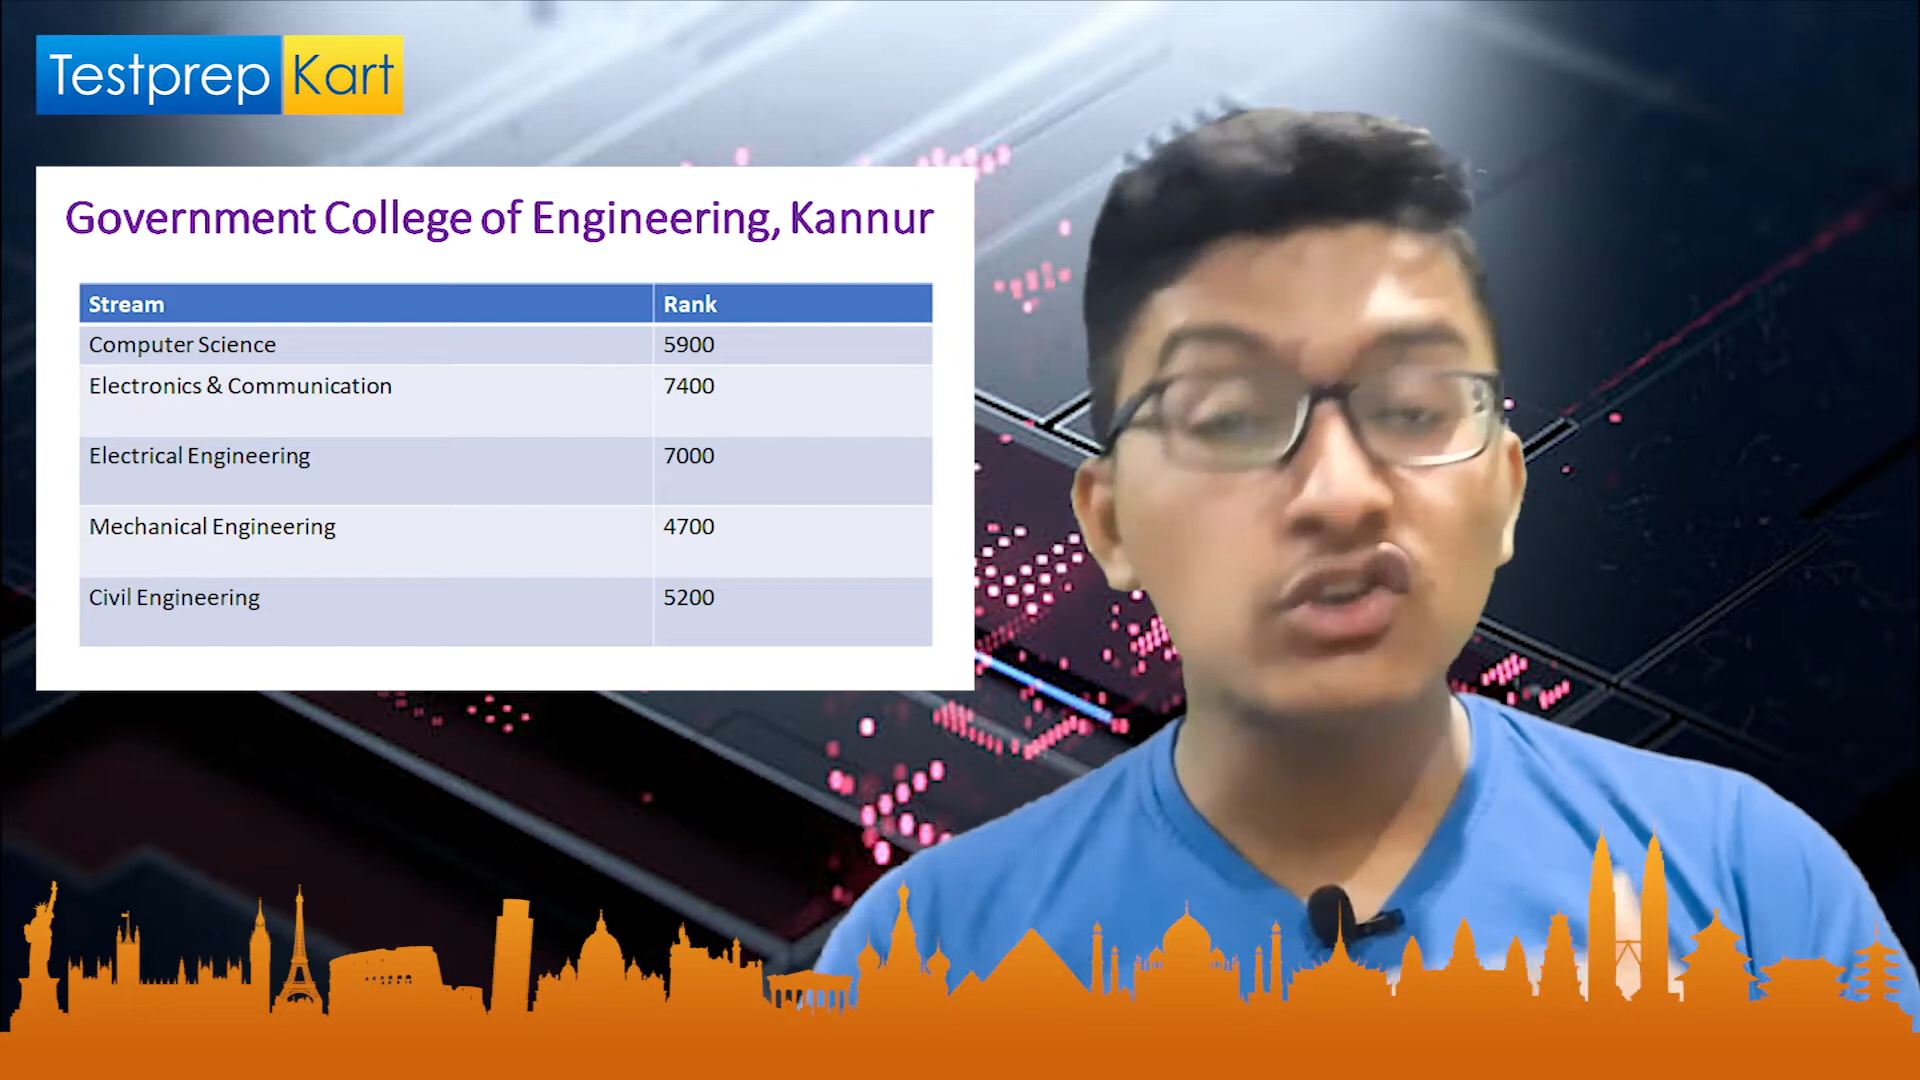 Testprep Kart
Government College of Engineering, Kannur
Stream Rank
Computer Science 5900
Electronics & Communication 7400
Electrical Engineering 7000
Mechanical Engineering 4700
Civil Engineering 5200